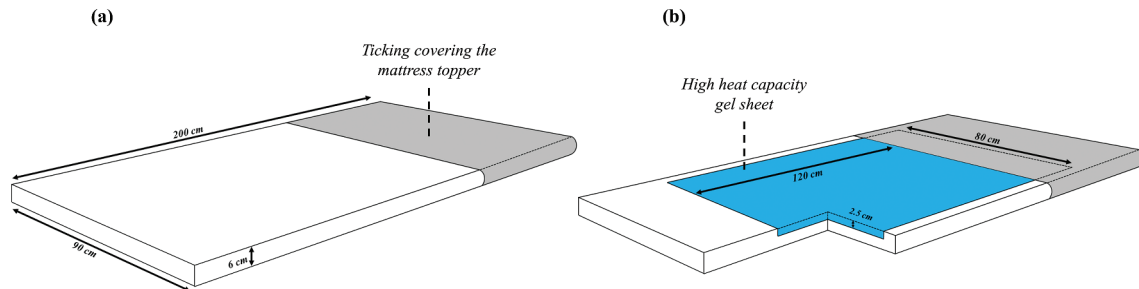 (a)
Ticking covering the
mattress topper
200 cm
90 cm
6 cm
(b)
High heat capacity
gel sheet
80 cm
120 cm
2.5 cm